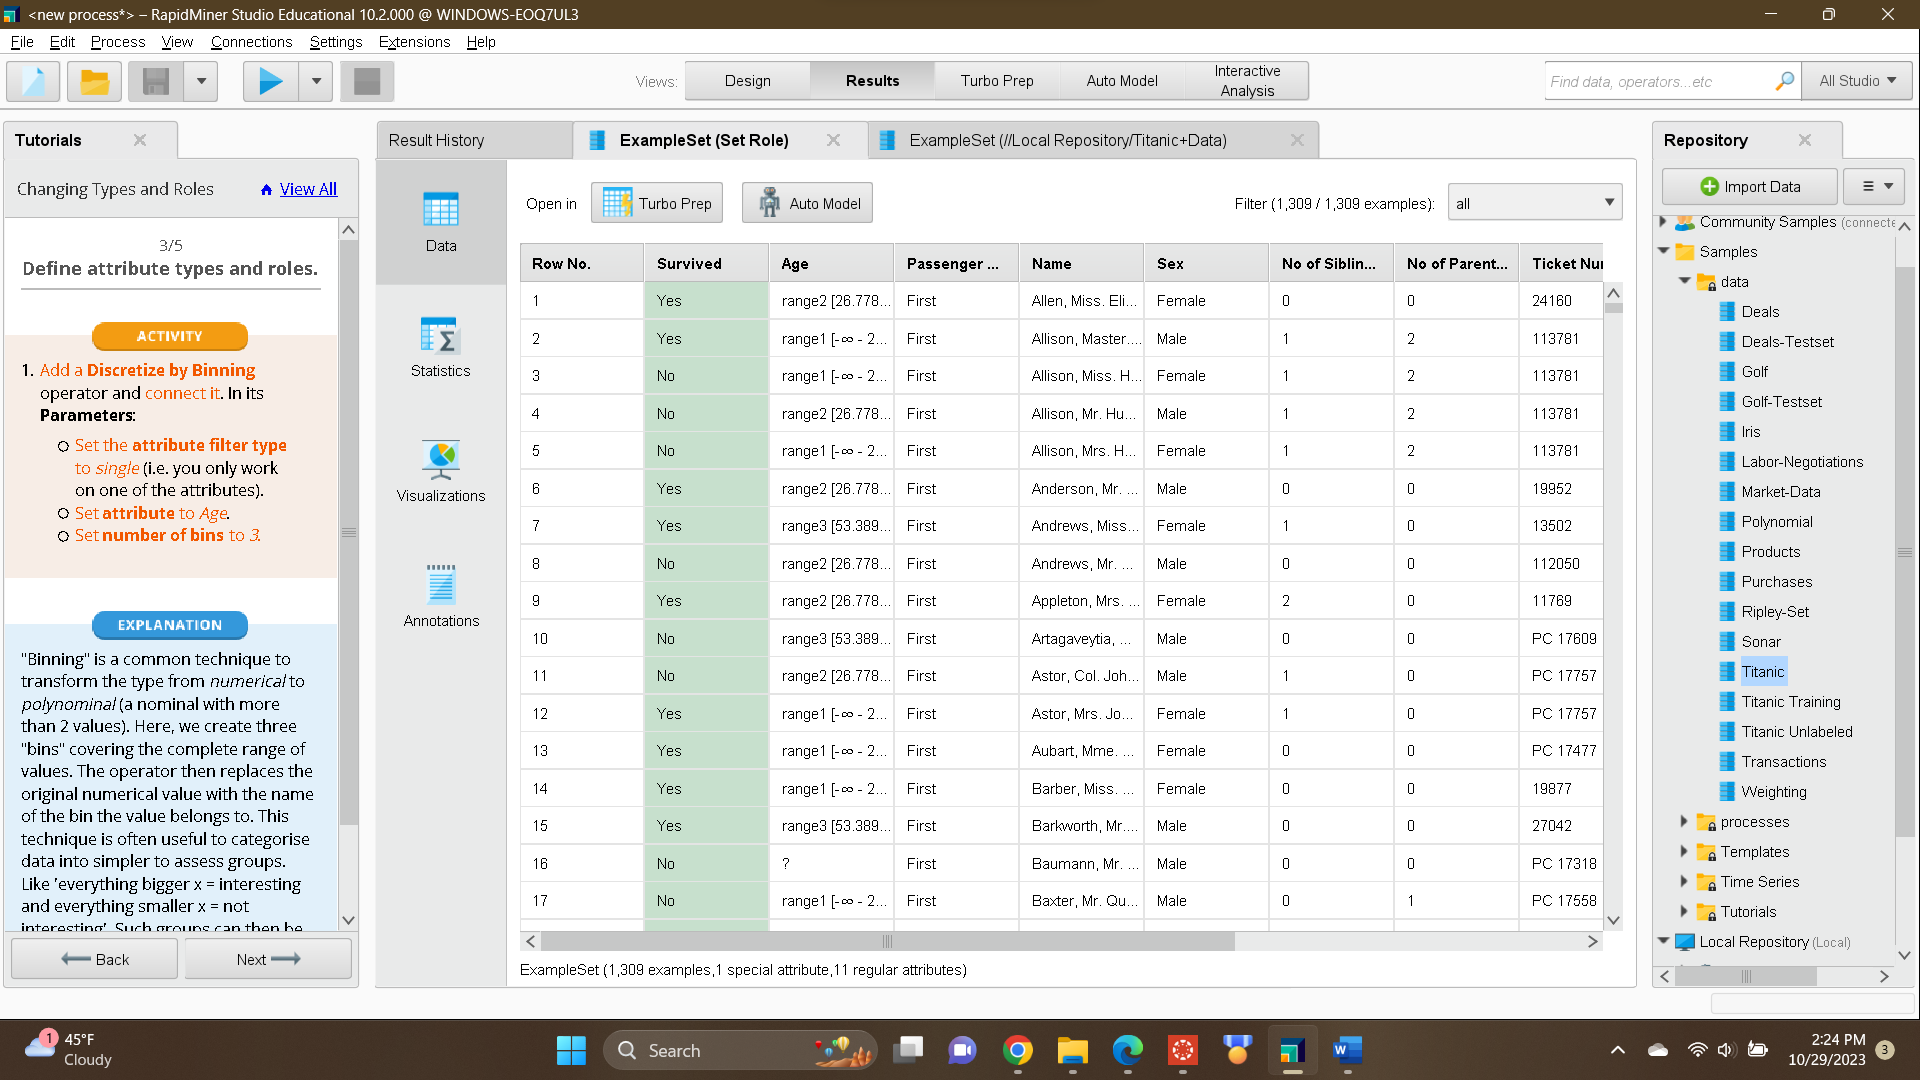 <new process*> – RapidMiner Studio Educational 10.2.000 @ WINDOWS-EOQ7UL3
File Edit Process View Connections Settings Extensions Help
Views: Design Results Turbo Prep Auto Model Interactive Analysis
Find data, operators...etc All Studio
Tutorials
Changing Types and Roles View All
3/5
Define attribute types and roles.
ACTIVITY
1. Add a Discretize by Binning
operator and connect it. In its
Parameters:
Set the attribute filter type
to single (i.e. you only work
on one of the attributes).
Set attribute to Age.
Set number of bins to 3.
EXPLANATION
"Binning" is a common technique to
transform the type from numerical to
polynominal (a nominal with more
than 2 values). Here, we create three
"bins" covering the complete range of
values. The operator then replaces the
original numerical value with the name
of the bin the value belongs to. This
technique is often useful to categorise
data into simpler to assess groups.
Like 'everything bigger x = interesting
and everything smaller x = not
interesting'. Such groups can then be
Back Next
Result History ExampleSet (Set Role) ExampleSet (//Local Repository/Titanic+Data)
Data
Statistics
Visualizations
Annotations
Open in Turbo Prep Auto Model Filter (1,309 / 1,309 examples): all
Row No. Survived Age Passenger ... Name Sex No of Siblin... No of Parent... Ticket Nu
1 Yes range2 [26.778... First Allen, Miss. Eli... Female 0 0 24160
2 Yes range1 [-∞ - 2... First Allison, Master.... Male 1 2 113781
3 No range1 [-∞ - 2... First Allison, Miss. H... Female 1 2 113781
4 No range2 [26.778... First Allison, Mr. Hu... Male 1 2 113781
5 No range1 [-∞ - 2... First Allison, Mrs. H... Female 1 2 113781
6 Yes range2 [26.778... First Anderson, Mr. ... Male 0 0 19952
7 Yes range3 [53.389... First Andrews, Miss... Female 1 0 13502
8 No range2 [26.778... First Andrews, Mr. ... Male 0 0 112050
9 Yes range2 [26.778... First Appleton, Mrs. ... Female 2 0 11769
10 No range3 [53.389... First Artagaveytia, ... Male 0 0 PC 17609
11 No range2 [26.778... First Astor, Col. Joh... Male 1 0 PC 17757
12 Yes range1 [-∞ - 2... First Astor, Mrs. Jo... Female 1 0 PC 17757
13 Yes range1 [-∞ - 2... First Aubart, Mme. ... Female 0 0 PC 17477
14 Yes range1 [-∞ - 2... First Barber, Miss. ... Female 0 0 19877
15 Yes range3 [53.389... First Barkworth, Mr.... Male 0 0 27042
16 No ? First Baumann, Mr. ... Male 0 0 PC 17318
17 No range1 [-∞ - 2... First Baxter, Mr. Qu... Male 0 1 PC 17558
ExampleSet (1,309 examples,1 special attribute,11 regular attributes)
Repository
Import Data
Community Samples (connecte
Samples
data
Deals
Deals-Testset
Golf
Golf-Testset
Iris
Labor-Negotiations
Market-Data
Polynomial
Products
Purchases
Ripley-Set
Sonar
Titanic
Titanic Training
Titanic Unlabeled
Transactions
Weighting
processes
Templates
Time Series
Tutorials
Local Repository (Local)
1 45°F
Cloudy
Search
W
2:24 PM
10/29/2023
3